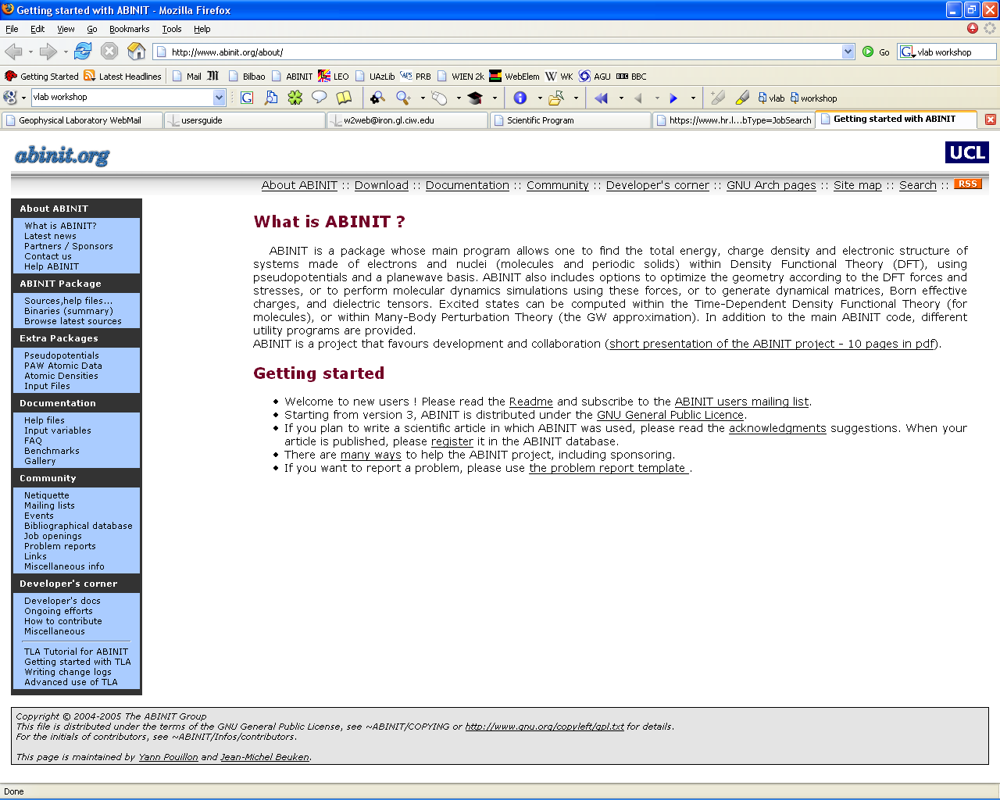 Getting started with ABINIT - Mozilla Firefox
File Edit View Go Bookmarks Tools Help
http://www.abinit.org/about/ Go G vlab workshop
Getting Started Latest Headlines Mail M Bilbao ABINIT LEO UAzLib APS PRB WIEN 2k WebElem W WK AGU BBC BBC
vlab workshop G vlab workshop
Geophysical Laboratory WebMail usersguide w2web@iron.gl.ciw.edu Scientific Program https://www.hr.l...bType=JobSearch Getting started with ABINIT
abinit.org UCL
About ABINIT :: Download :: Documentation :: Community :: Developer's corner :: GNU Arch pages :: Site map :: Search :: RSS
About ABINIT
What is ABINIT?
Latest news
Partners / Sponsors
Contact us
Help ABINIT
ABINIT Package
Sources,help files...
Binaries (summary)
Browse latest sources
Extra Packages
Pseudopotentials
PAW Atomic Data
Atomic Densities
Input Files
Documentation
Help files
Input variables
FAQ
Benchmarks
Gallery
Community
Netiquette
Mailing lists
Events
Bibliographical database
Job openings
Problem reports
Links
Miscellaneous info
Developer's corner
Developer's docs
Ongoing efforts
How to contribute
Miscellaneous
TLA Tutorial for ABINIT
Getting started with TLA
Writing change logs
Advanced use of TLA
What is ABINIT ?
ABINIT is a package whose main program allows one to find the total energy, charge density and electronic structure of
systems made of electrons and nuclei (molecules and periodic solids) within Density Functional Theory (DFT), using
pseudopotentials and a planewave basis. ABINIT also includes options to optimize the geometry according to the DFT forces and
stresses, or to perform molecular dynamics simulations using these forces, or to generate dynamical matrices, Born effective
charges, and dielectric tensors. Excited states can be computed within the Time-Dependent Density Functional Theory (for
molecules), or within Many-Body Perturbation Theory (the GW approximation). In addition to the main ABINIT code, different
utility programs are provided.
ABINIT is a project that favours development and collaboration (short presentation of the ABINIT project - 10 pages in pdf).
Getting started
• Welcome to new users ! Please read the Readme and subscribe to the ABINIT users mailing list.
• Starting from version 3, ABINIT is distributed under the GNU General Public Licence.
• If you plan to write a scientific article in which ABINIT was used, please read the acknowledgments suggestions. When your
article is published, please register it in the ABINIT database.
• There are many ways to help the ABINIT project, including sponsoring.
• If you want to report a problem, please use the problem report template .
Copyright © 2004-2005 The ABINIT Group
This file is distributed under the terms of the GNU General Public License, see ~ABINIT/COPYING or http://www.gnu.org/copyleft/gpl.txt for details.
For the initials of contributors, see ~ABINIT/Infos/contributors.
This page is maintained by Yann Pouillon and Jean-Michel Beuken.
Done